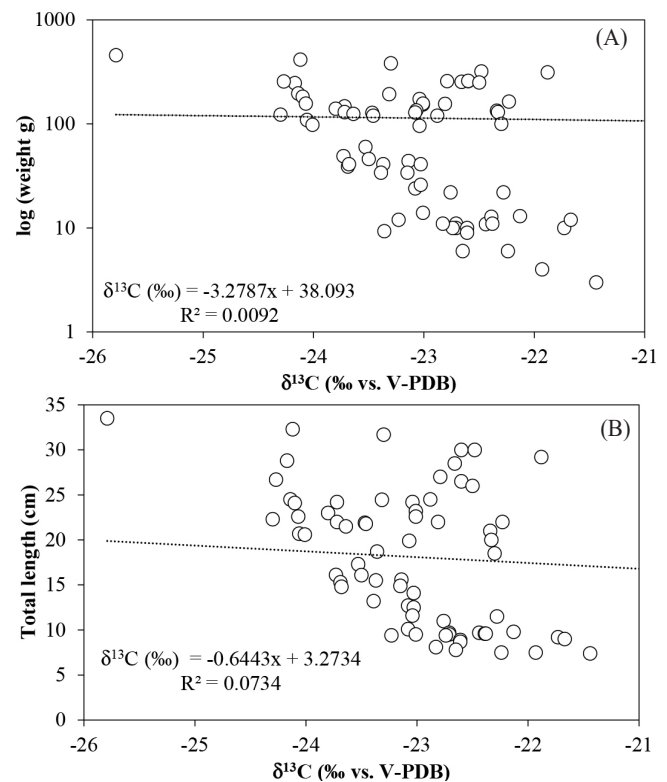 (A)
1000
100
10
1
log (weight g)
δ¹³C (‰) = -3.2787x + 38.093
R² = 0.0092
-26 -25 -24 -23 -22 -21
δ¹³C (‰ vs. V-PDB)
(B)
35
30
25
20
15
10
5
0
Total length (cm)
δ¹³C (‰) = -0.6443x + 3.2734
R² = 0.0734
-26 -25 -24 -23 -22 -21
δ¹³C (‰ vs. V-PDB)